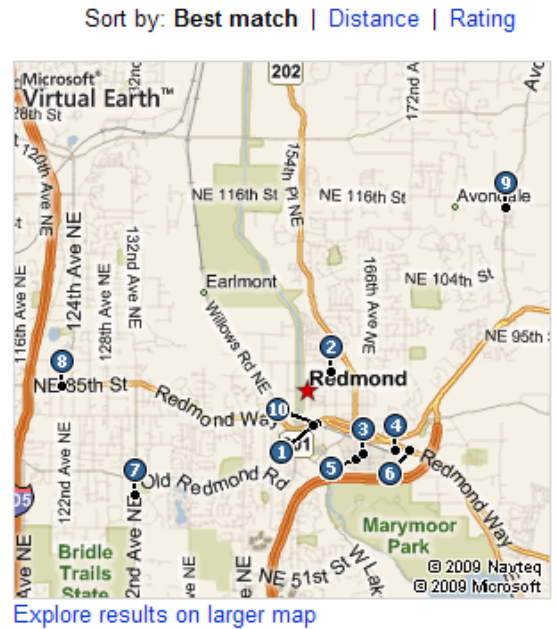 Sort by: Best match | Distance | Rating
Microsoft®
Virtual Earth™
202
172nd A
Avo
28th St
120th Ave NE
154th Pl NE
NE 116th St
NE 116th St
9
Avondale
124th Ave NE
132nd Ave NE
128th Ave NE
116th Ave NE
Earlmont
166th Ave NE
NE 104th St
Willows Rd NE
NE 95th
8
2
NE 85th St
Redmond
Redmond Way
10
3
4
1
5
6
7
Old Redmond Rd
Redmond Way
122nd Ave NE
2nd Ave NE
Marymoor
Park
Bridle
Trails
State
Ave NE
NE
NE
NE 51st St
W Lak
© 2009 Navteq
© 2009 Microsoft
Explore results on larger map